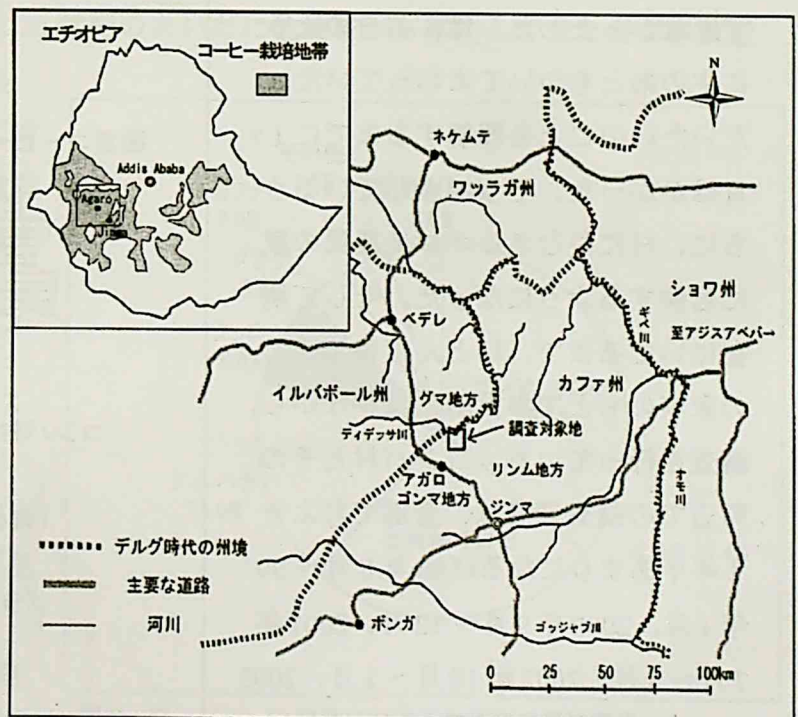 エチオピア
コーヒー栽培地帯
Addis Ababa
Agaro
Jimma
N
ネケムテ
ワッラガ州
ショワ州
ギベ川
至アジスアベバ→
ベデレ
イルバボール州
グマ地方
カファ州
ディデッサ川
調査対象地
アガロ
リンム地方
ゴンマ地方
ジンマ
オモ川
デルグ時代の州境
主要な道路
河川
ボンガ
ゴッジャブ川
0 25 50 75 100km